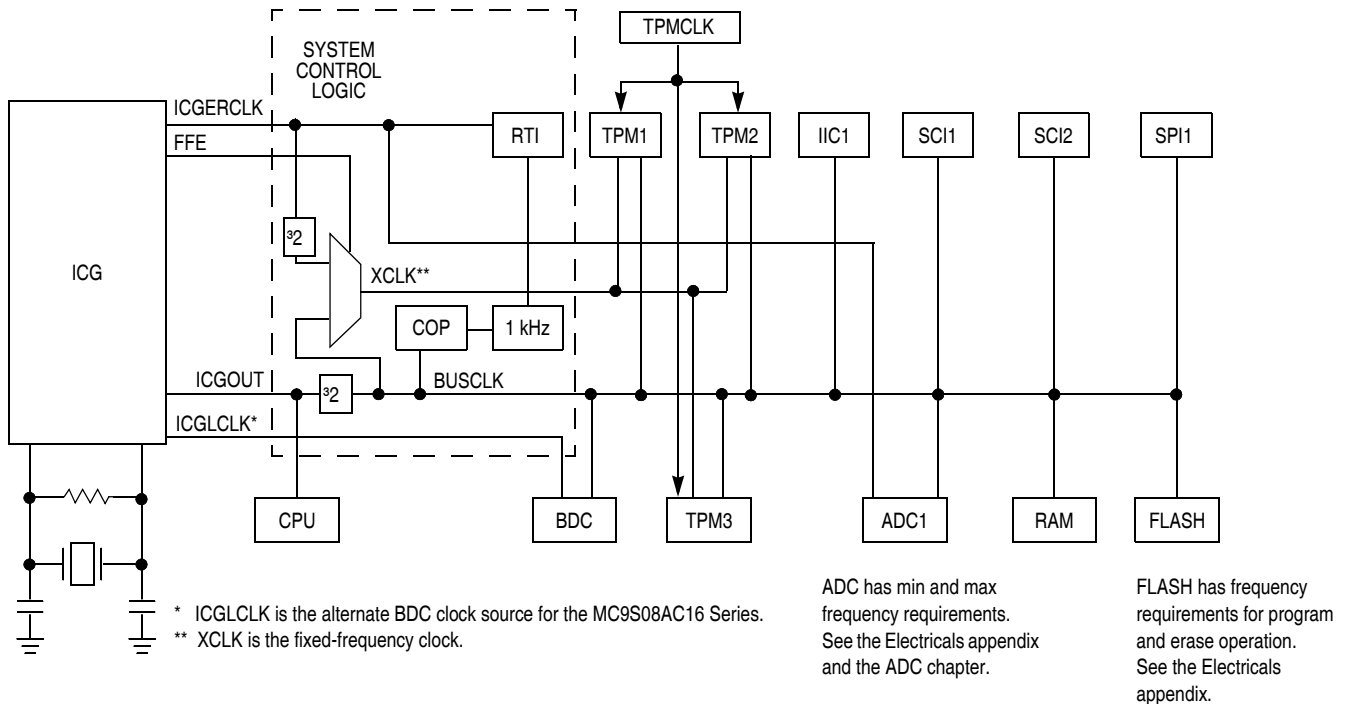 TPMCLK
SYSTEM
CONTROL
LOGIC
ICGERCLK
FFE
RTI
TPM1
TPM2
IIC1
SCI1
SCI2
SPI1
³2
ICG
XCLK**
COP
1 kHz
ICGOUT
³2
BUSCLK
ICGLCLK*
CPU
BDC
TPM3
ADC1
RAM
FLASH
* ICGLCLK is the alternate BDC clock source for the MC9S08AC16 Series.
** XCLK is the fixed-frequency clock.
ADC has min and max
frequency requirements.
See the Electricals appendix
and the ADC chapter.
FLASH has frequency
requirements for program
and erase operation.
See the Electricals
appendix.